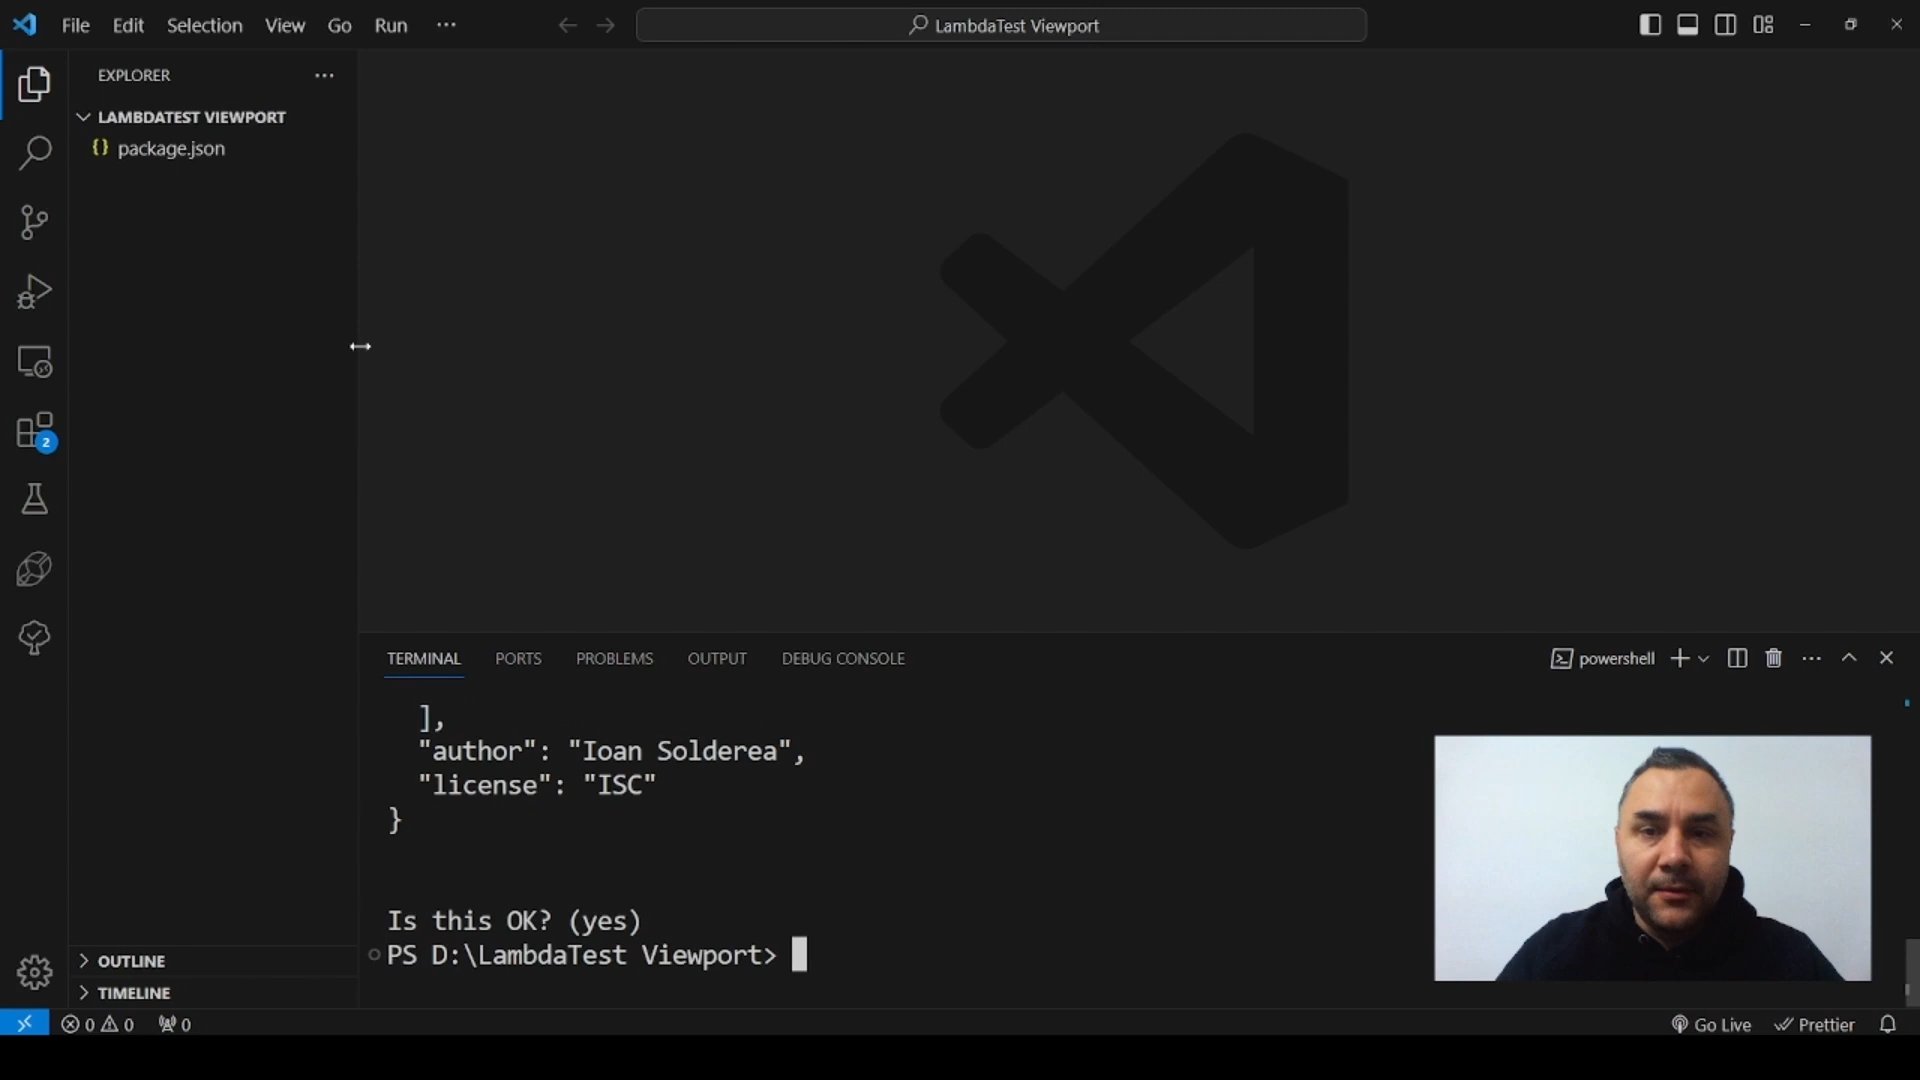 File Edit Selection View Go Run ···
LambdaTest Viewport
EXPLORER ···
LAMBDATEST VIEWPORT
{} package.json
2
TERMINAL PORTS PROBLEMS OUTPUT DEBUG CONSOLE
powershell
],
"author": "Ioan Solderea",
"license": "ISC"
}
Is this OK? (yes)
PS D:\LambdaTest Viewport>
OUTLINE
TIMELINE
0 0 0
Go Live Prettier